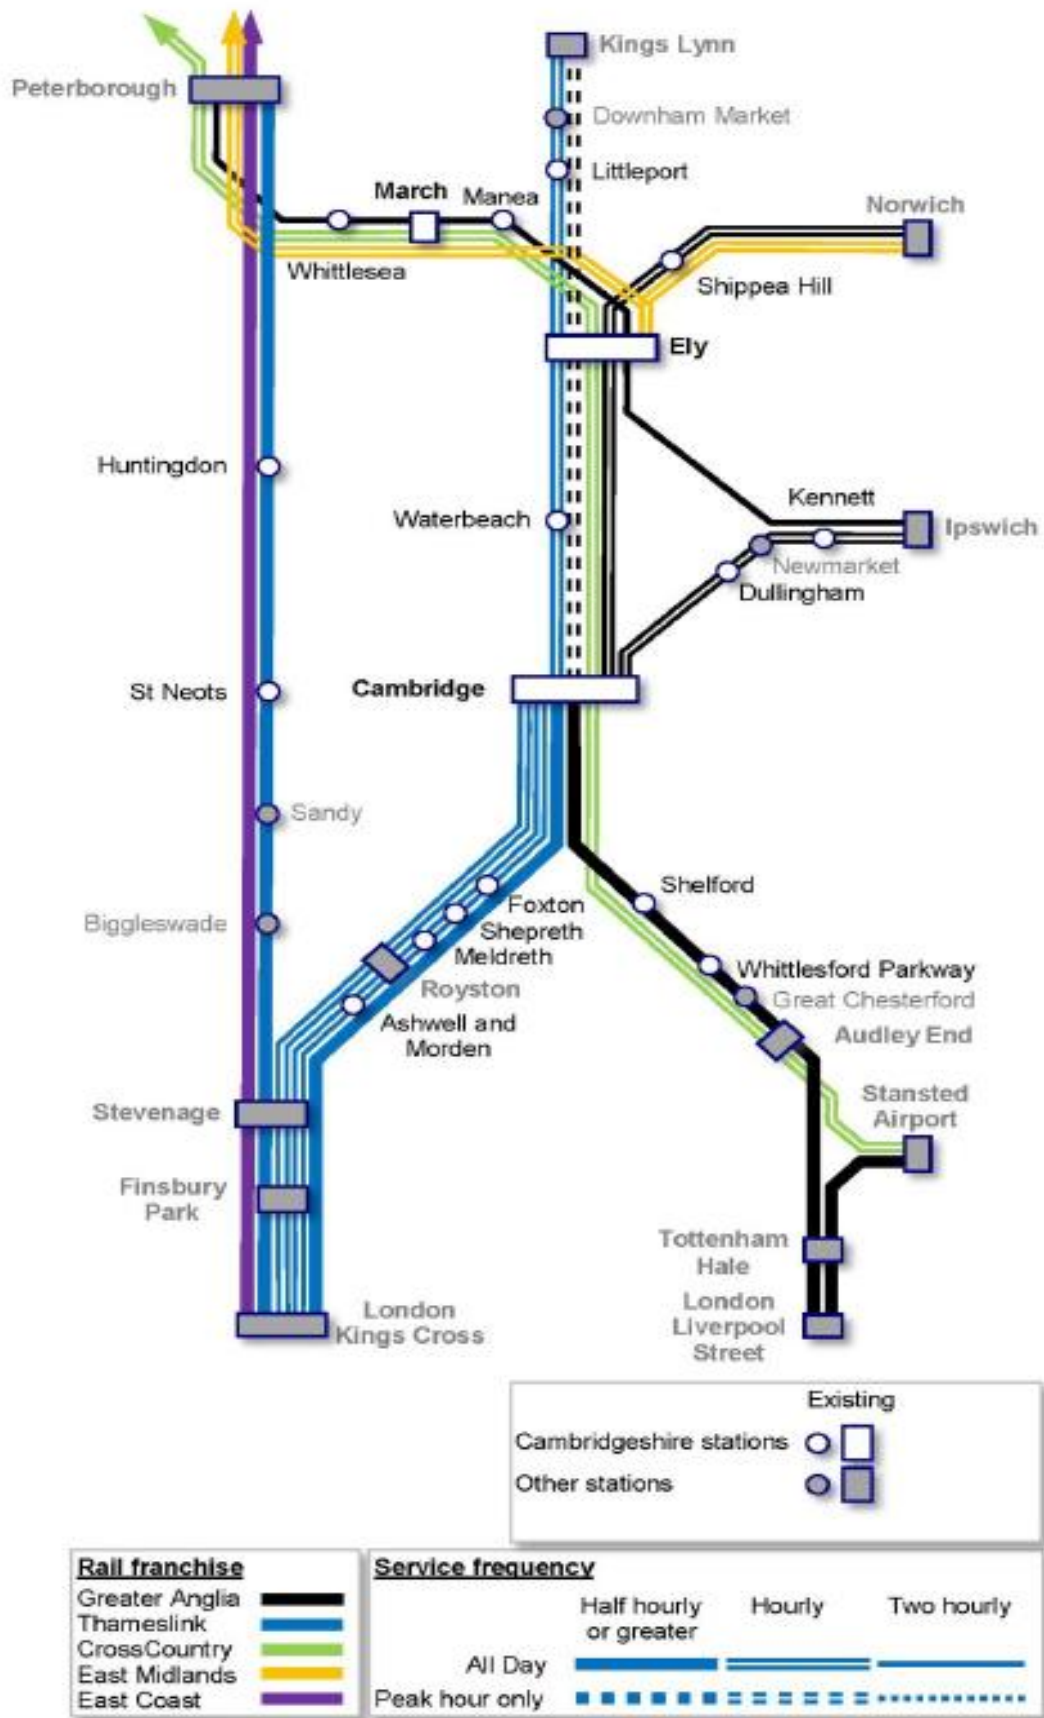 Kings Lynn
Peterborough
Downham Market
Littleport
March
Manea
Norwich
Whittlesea
Shippea Hill
Ely
Huntingdon
Kennett
Waterbeach
Ipswich
Newmarket
Dullingham
St Neots
Cambridge
Sandy
Shelford
Foxton
Biggleswade
Shepreth
Meldreth
Whittlesford Parkway
Royston
Great Chesterford
Ashwell and
Morden
Audley End
Stansted
Airport
Stevenage
Finsbury
Park
Tottenham
Hale
London
Kings Cross
London
Liverpool
Street
Existing
Cambridgeshire stations
Other stations
Rail franchise
Greater Anglia
Thameslink
CrossCountry
East Midlands
East Coast
Service frequency
Half hourly
or greater
Hourly
Two hourly
All Day
Peak hour only